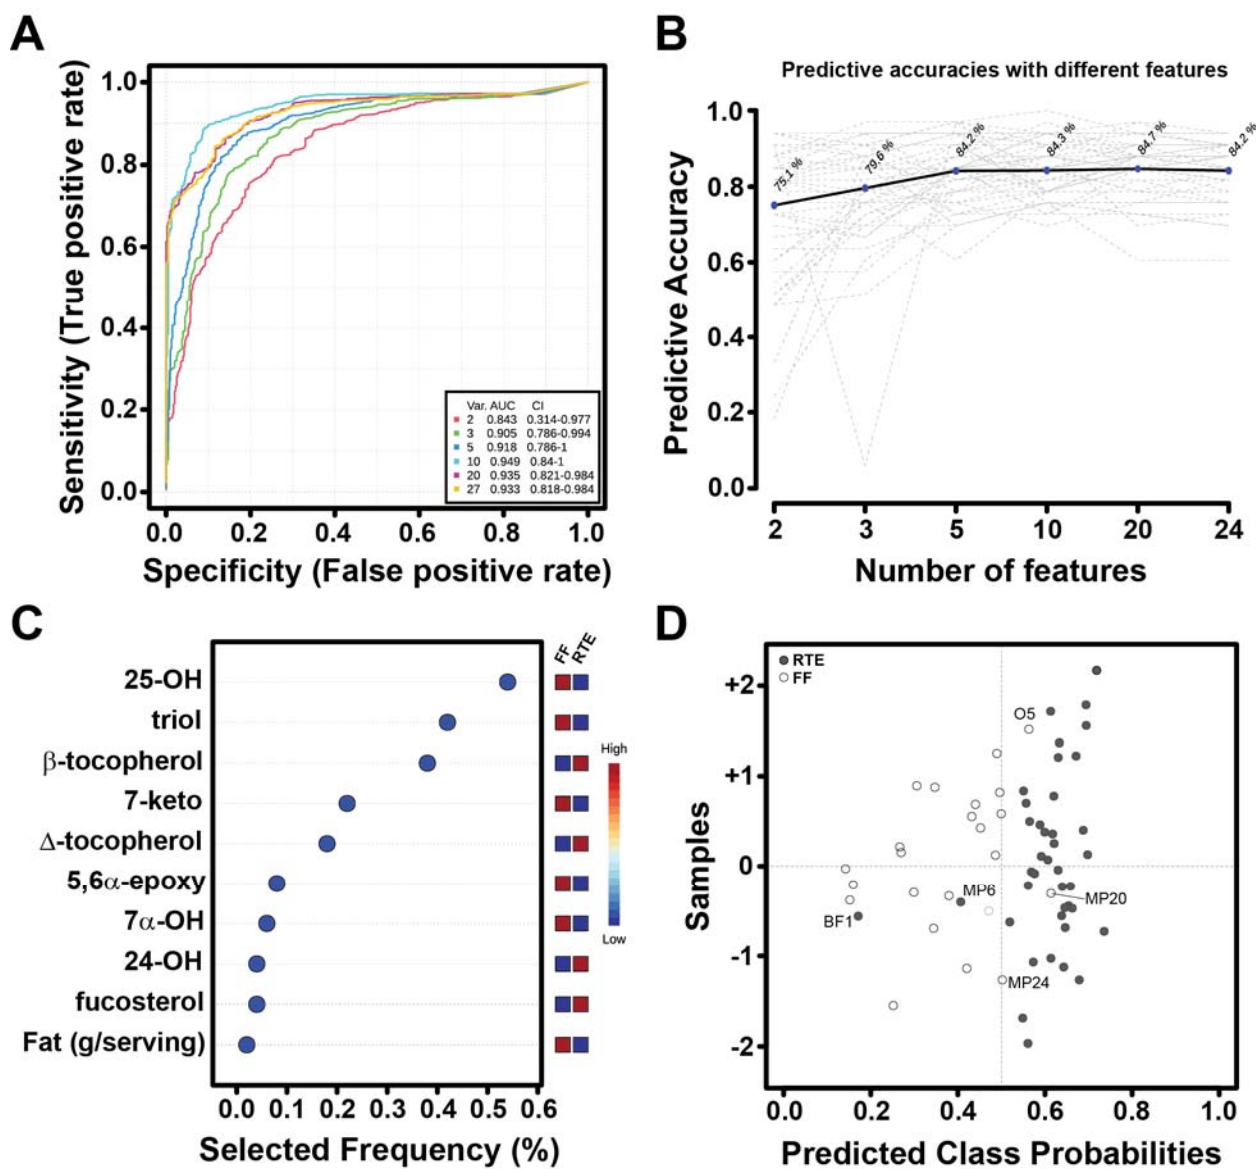 A
Sensitivity (True positive rate)
1.0
0.8
0.6
0.4
0.2
0.0
Var. AUC CI
2 0.843 0.314-0.977
3 0.905 0.786-0.994
5 0.918 0.786-1
10 0.949 0.84-1
20 0.935 0.821-0.984
27 0.933 0.818-0.984
0.0 0.2 0.4 0.6 0.8 1.0
Specificity (False positive rate)
B
Predictive accuracies with different features
Predictive Accuracy
1.0
0.8
0.6
0.4
0.2
0.0
75.1 % 79.6 % 84.2 % 84.3 % 84.7 % 84.2 %
2 3 5 10 20 24
Number of features
C
FF RTE
25-OH
triol
β-tocopherol
7-keto
Δ-tocopherol
5,6α-epoxy
7α-OH
24-OH
fucosterol
Fat (g/serving)
High
Low
0.0 0.1 0.2 0.3 0.4 0.5 0.6
Selected Frequency (%)
D
RTE
FF
Samples
+2
+1
0
-1
-2
O5
MP6
MP20
BF1
MP24
0.0 0.2 0.4 0.6 0.8 1.0
Predicted Class Probabilities